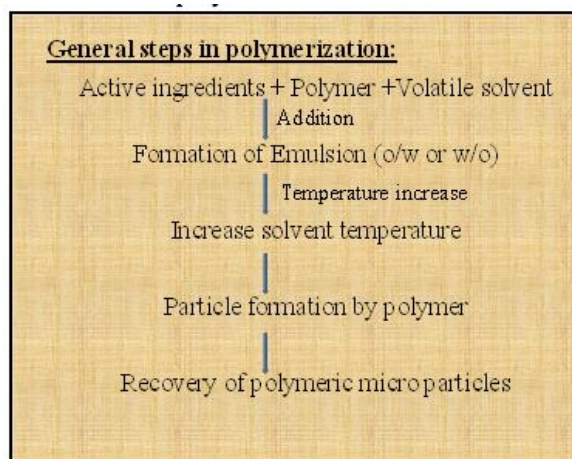 General steps in polymerization:
Active ingredients + Polymer +Volatile solvent
Addition
Formation of Emulsion (o/w or w/o)
Temperature increase
Increase solvent temperature
Particle formation by polymer
Recovery of polymeric microparticles